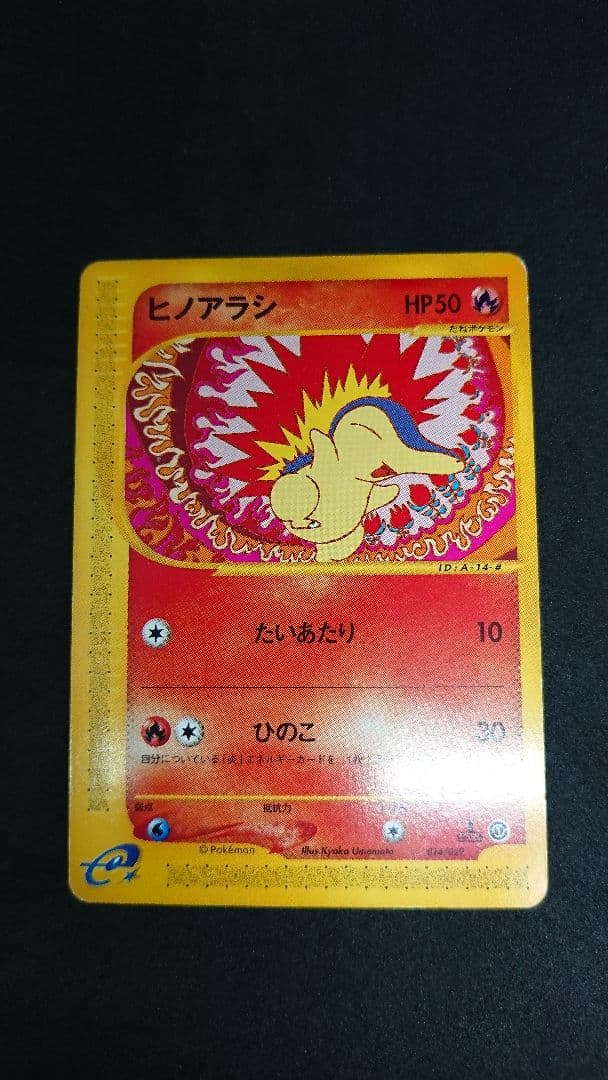 ヒノアラシ HP50
たねポケモン
ID:A-14-#
たいあたり 10
ひのこ 30
自分についている「炎」エネルギーカードを
弱点 抵抗力
© Pokémon Illus.Kyoko Umemoto 014/029